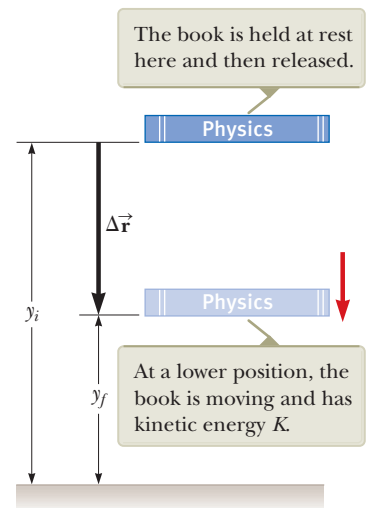 The book is held at rest
here and then released.
Physics
Δr⃗
Physics
yᵢ
At a lower position, the
book is moving and has
kinetic energy K.
y_f